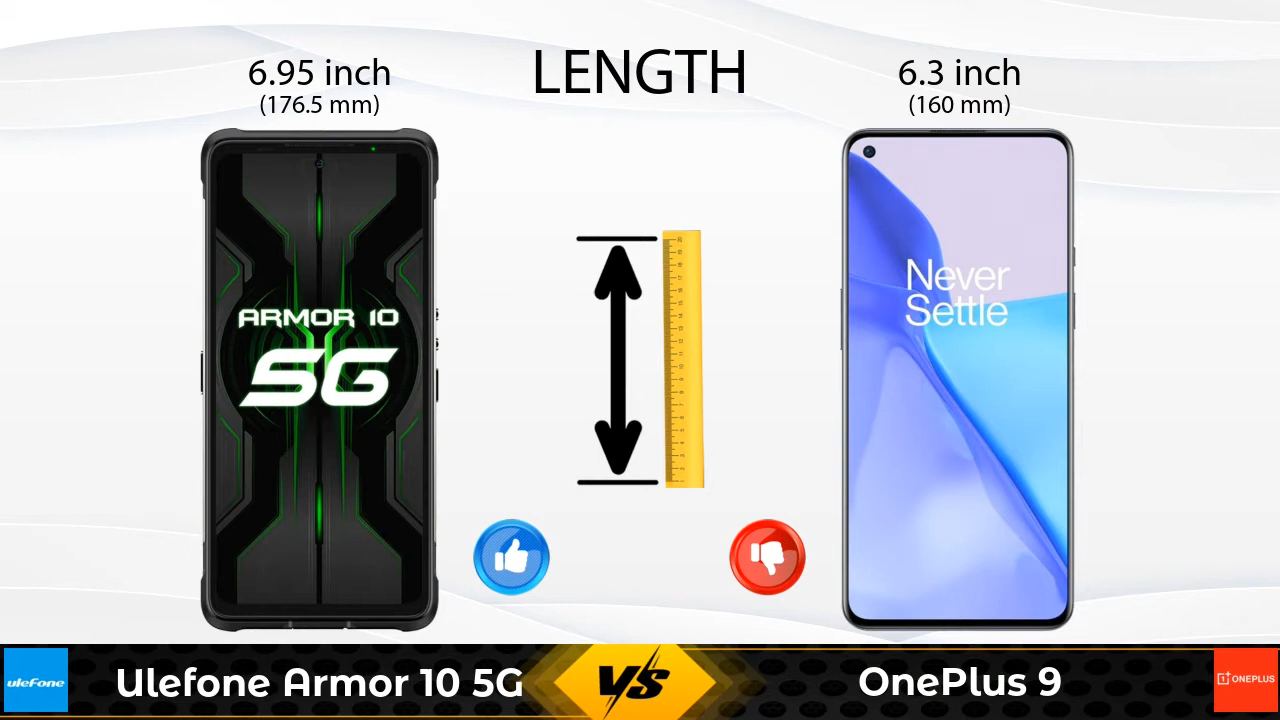 LENGTH
6.95 inch
(176.5 mm)
6.3 inch
(160 mm)
ARMOR 10
5G
Never
Settle
ulefone
Ulefone Armor 10 5G
VS
OnePlus 9
1+ ONEPLUS